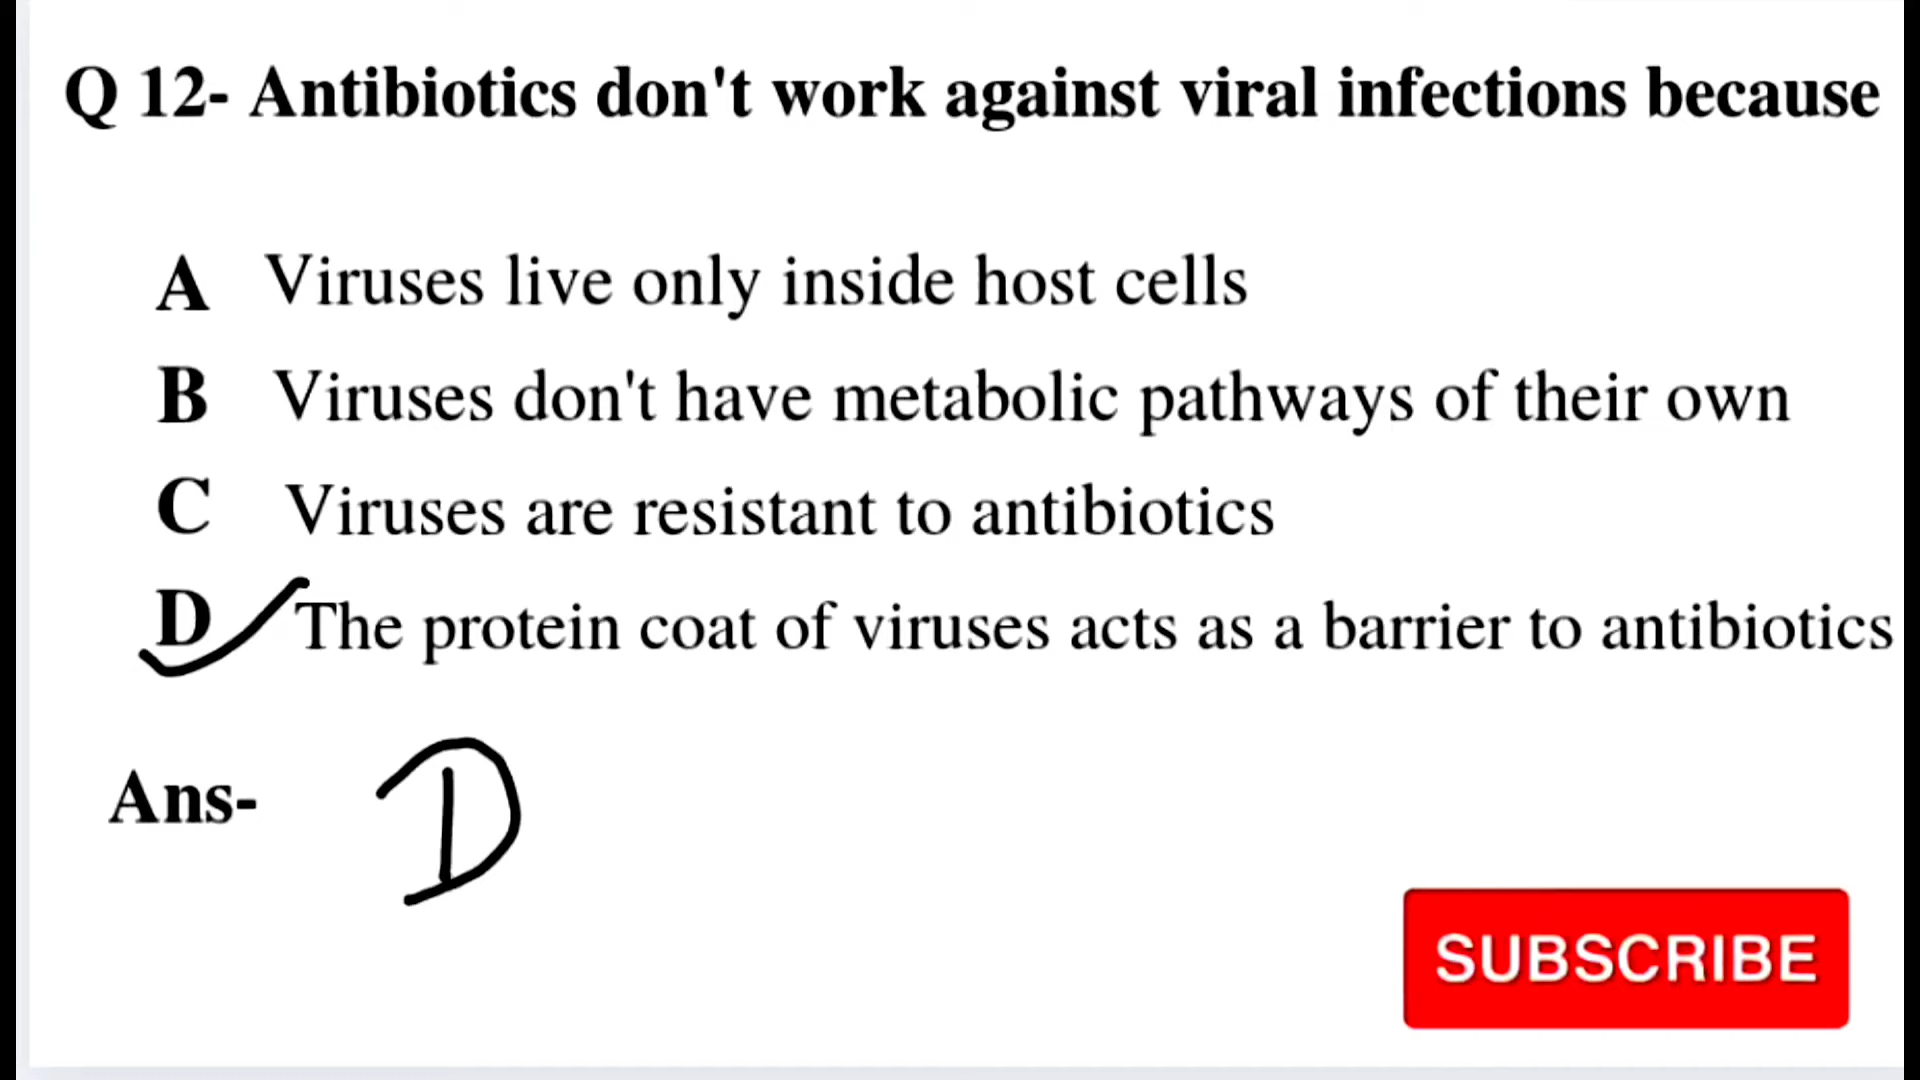 Q 12- Antibiotics don't work against viral infections because
A Viruses live only inside host cells
B Viruses don't have metabolic pathways of their own
C Viruses are resistant to antibiotics
D The protein coat of viruses acts as a barrier to antibiotics
Ans- D
SUBSCRIBE